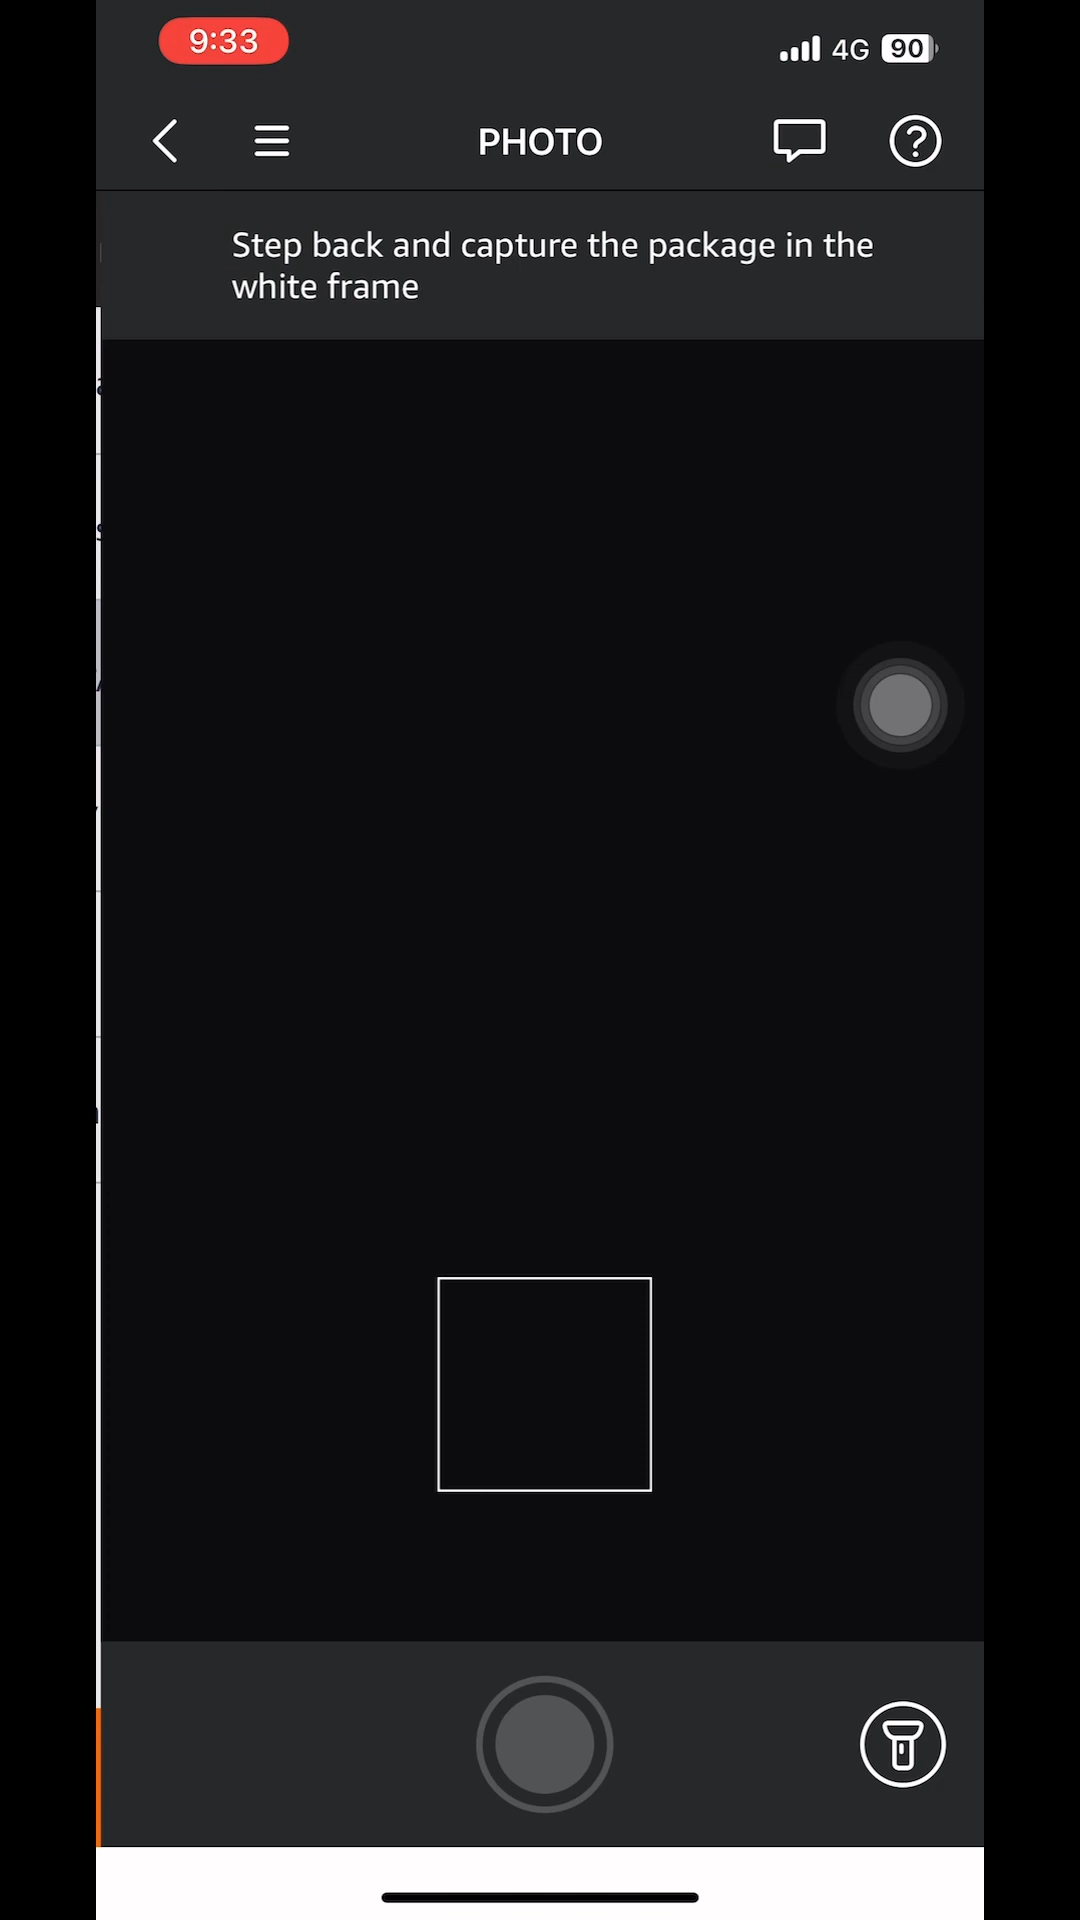 9:33
4G
90
PHOTO
?
Step back and capture the package in the
white frame